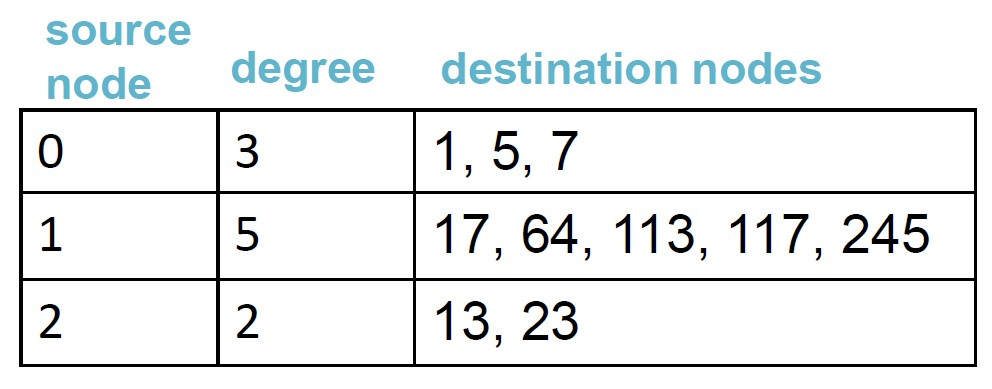 source node degree destination nodes
0 3 1, 5, 7
1 5 17, 64, 113, 117, 245
2 2 13, 23